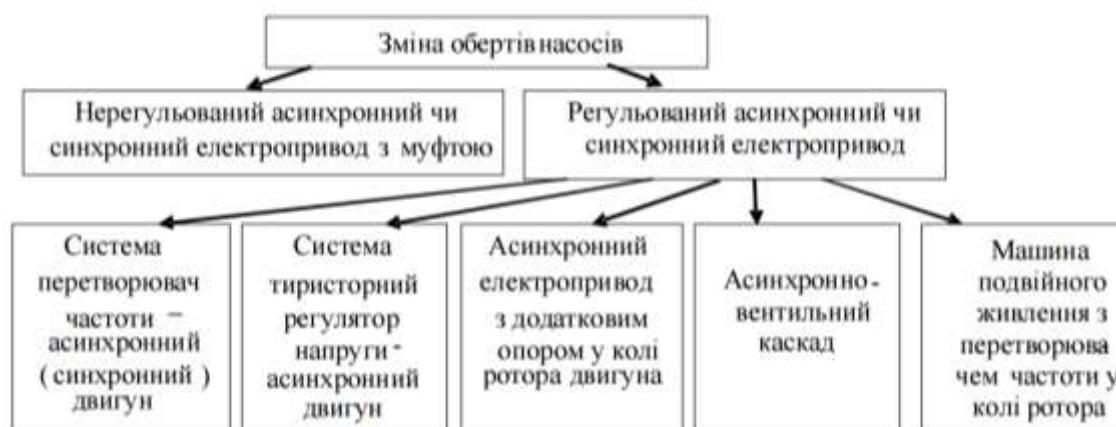 Зміна обертів насосів
Нерегульований асинхронний чи
синхронний електропривод з муфтою
Регульований асинхронний чи
синхронний електропривод
Система
перетворювач
частоти –
асинхронний
( синхронний )
двигун
Система
тиристорний
регулятор
напруги-
асинхронний
двигун
Асинхронний
електропривод
з додатковим
опором у колі
ротора двигуна
Асинхронно-
вентильний
каскад
Машина
подвійного
живлення з
перетворюва
чем частоти у
колі ротора